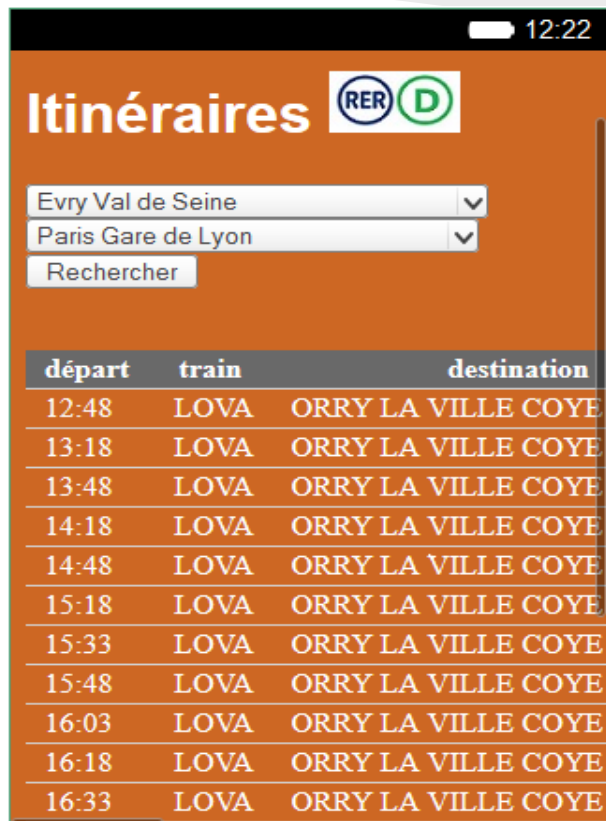 12:22
Itinéraires RER D
Evry Val de Seine
Paris Gare de Lyon
Rechercher
départ train destination
12:48 LOVA ORRY LA VILLE COYE
13:18 LOVA ORRY LA VILLE COYE
13:48 LOVA ORRY LA VILLE COYE
14:18 LOVA ORRY LA VILLE COYE
14:48 LOVA ORRY LA VILLE COYE
15:18 LOVA ORRY LA VILLE COYE
15:33 LOVA ORRY LA VILLE COYE
15:48 LOVA ORRY LA VILLE COYE
16:03 LOVA ORRY LA VILLE COYE
16:18 LOVA ORRY LA VILLE COYE
16:33 LOVA ORRY LA VILLE COYE